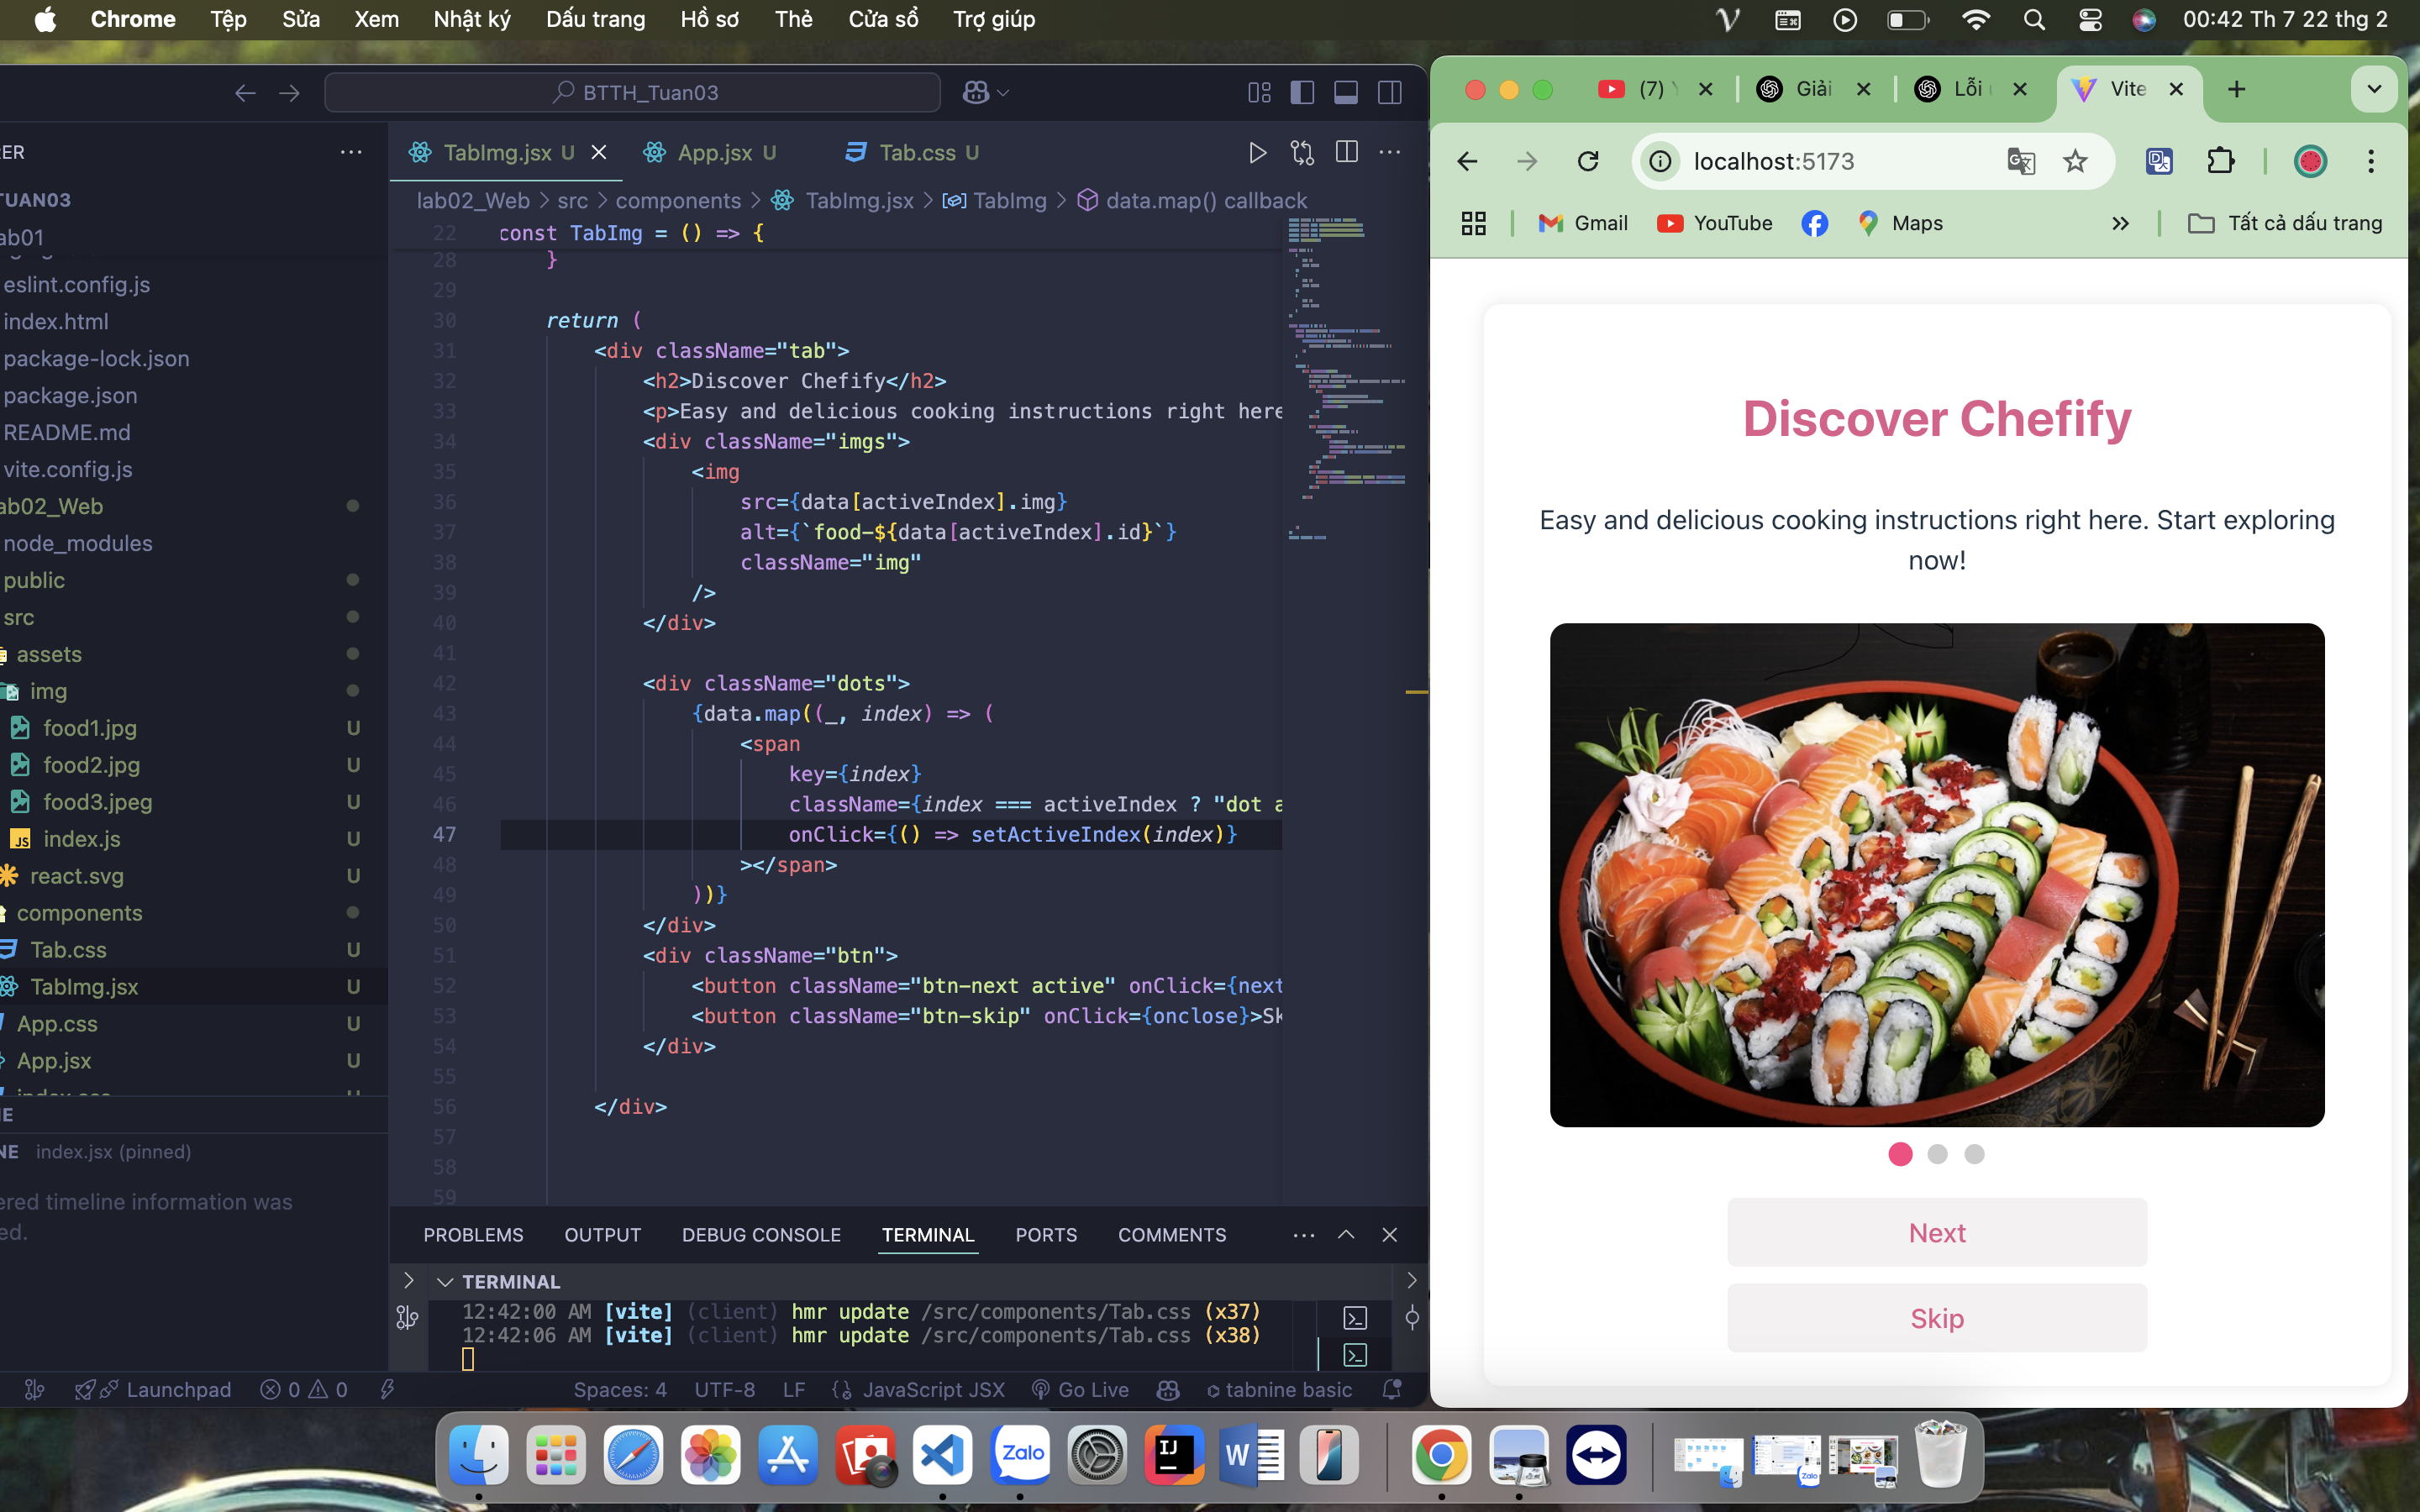 Chrome Tệp Sửa Xem Nhật ký Dấu trang Hồ sơ Thẻ Cửa sổ Trợ giúp 00:42 Th 7 22 thg 2
BTTH_Tuan03
TabImg.jsx U App.jsx U Tab.css U
lab02_Web > src > components > TabImg.jsx > TabImg > data.map() callback
eslint.config.js
index.html
package-lock.json
package.json
README.md
vite.config.js
node_modules
public
src
assets
img
food1.jpg U
food2.jpg U
food3.jpeg U
index.js U
react.svg U
components
Tab.css U
TabImg.jsx U
App.css U
App.jsx U
index.jsx (pinned)
ered timeline information was
ed.
22 const TabImg = () => {
28 }
29
30 return (
31 <div className="tab">
32 <h2>Discover Chefify</h2>
33 <p>Easy and delicious cooking instructions right here
34 <div className="imgs">
35 <img
36 src={data[activeIndex].img}
37 alt={`food-${data[activeIndex].id}`}
38 className="img"
39 />
40 </div>
41
42 <div className="dots">
43 {data.map((_, index) => (
44 <span
45 key={index}
46 className={index === activeIndex ? "dot a
47 onClick={() => setActiveIndex(index)}
48 ></span>
49 ))}
50 </div>
51 <div className="btn">
52 <button className="btn-next active" onClick={next
53 <button className="btn-skip" onClick={onclose}>Sk
54 </div>
55
56 </div>
57
58
59
PROBLEMS OUTPUT DEBUG CONSOLE TERMINAL PORTS COMMENTS
TERMINAL
12:42:00 AM [vite] (client) hmr update /src/components/Tab.css (x37)
12:42:06 AM [vite] (client) hmr update /src/components/Tab.css (x38)
Launchpad 0 0 Spaces: 4 UTF-8 LF JavaScript JSX Go Live tabnine basic
(7) Giải Lỗi Vite
localhost:5173
Gmail YouTube Maps Tất cả dấu trang
Discover Chefify
Easy and delicious cooking instructions right here. Start exploring
now!
Next
Skip
Zalo
IJ
W